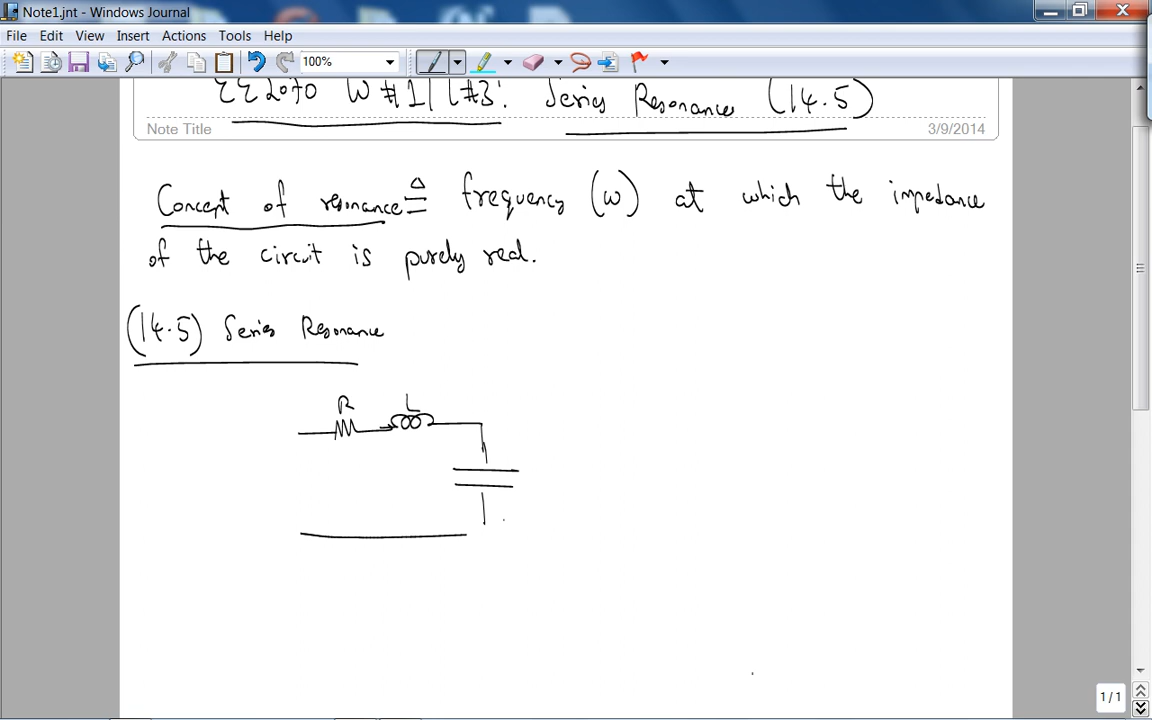 Note1.jnt - Windows Journal
File Edit View Insert Actions Tools Help
100%
EE2070 W#11 L#3: Series Resonance (14.5)
Note Title 3/9/2014
Concept of resonance ≜ frequency (ω) at which the impedance
of the circuit is purely real.
(14.5) Series Resonance
R L
1/1